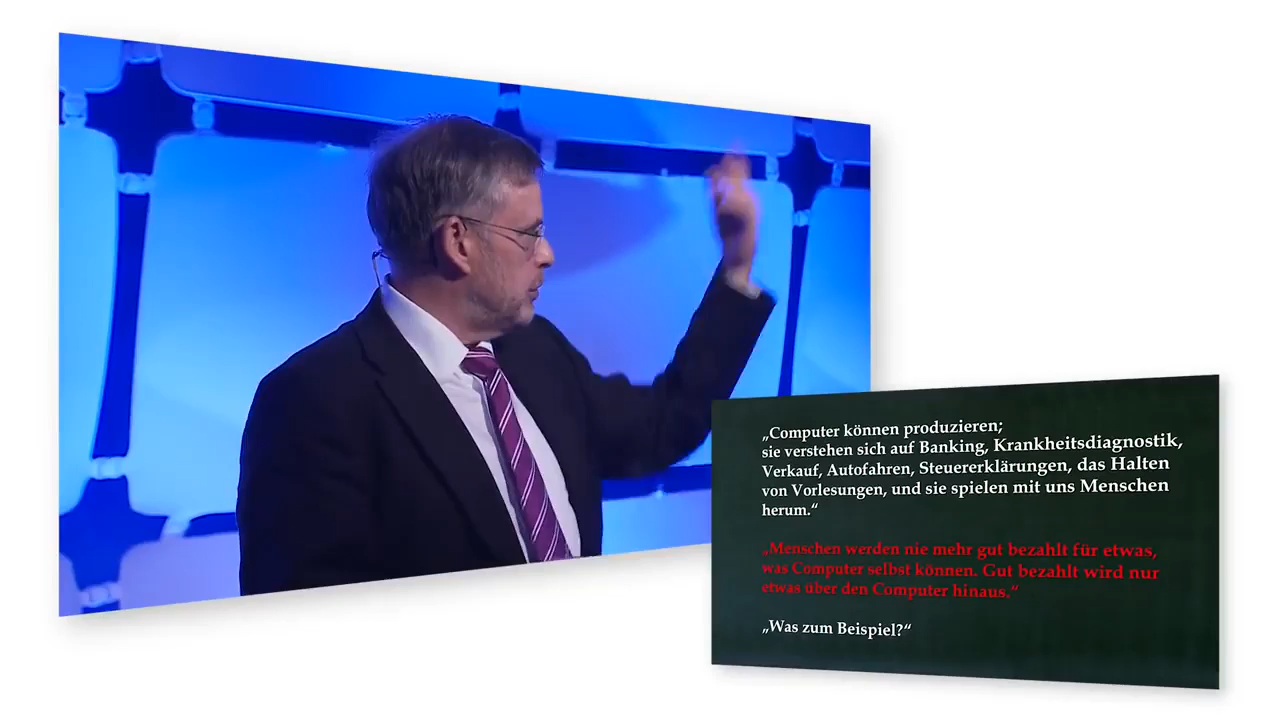 „Computer können produzieren;
sie verstehen sich auf Banking, Krankheitsdiagnostik,
Verkauf, Autofahren, Steuererklärungen, das Halten
von Vorlesungen, und sie spielen mit uns Menschen
herum.“
„Menschen werden nie mehr gut bezahlt für etwas,
was Computer selbst können. Gut bezahlt wird nur
etwas über den Computer hinaus.“
„Was zum Beispiel?“